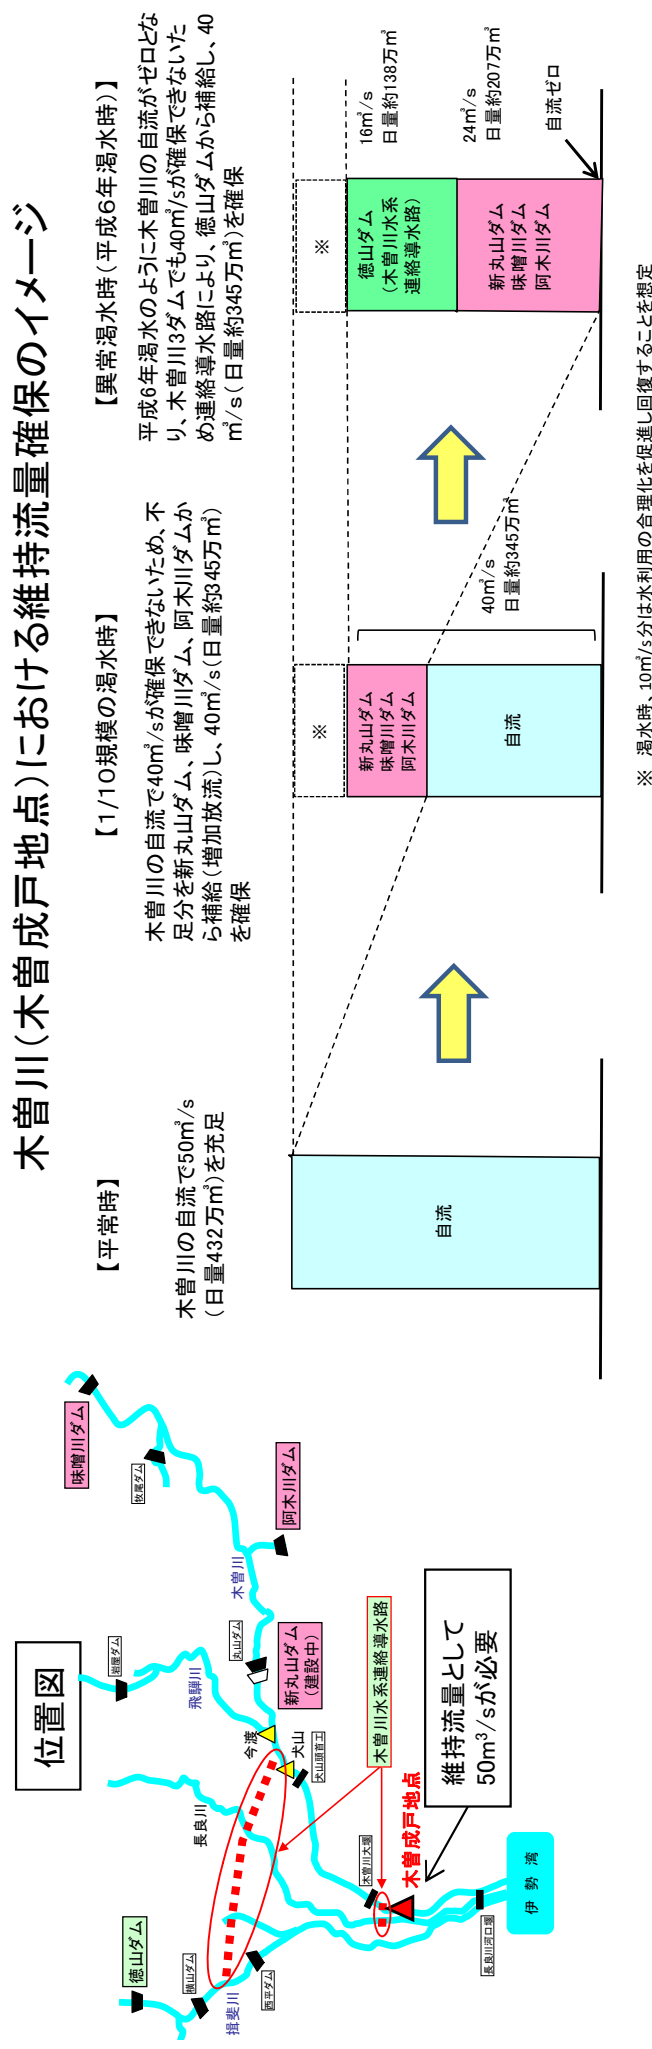 木曽川(木曽成戸地点)における維持流量確保のイメージ
位置図
徳山ダム
横山ダム
揖斐川
西平ダム
長良川
飛騨川
岩屋ダム
今渡
犬山
犬山頭首工
新丸山ダム
(建設中)
丸山ダム
木曽川
阿木川ダム
味噌川ダム
牧尾ダム
木曽川水系連絡導水路
木曽川大堰
木曽成戸地点
長良川河口堰
伊勢湾
維持流量として
50m³/sが必要
【平常時】
木曽川の自流で50m³/s
(日量432万m³)を充足
自流
【1/10規模の渇水時】
木曽川の自流で40m³/sが確保できないため、不
足分を新丸山ダム、味噌川ダム、阿木川ダムか
ら補給(増加放流)し、40m³/s(日量約345万m³)
を確保
※
新丸山ダム
味噌川ダム
阿木川ダム
自流
40m³/s
日量約345万m³
【異常渇水時(平成6年渇水時)】
平成6年渇水のように木曽川の自流がゼロとな
り、木曽川3ダムでも40m³/sが確保できないた
め連絡導水路により、徳山ダムから補給し、40
m³/s(日量約345万m³)を確保
※
徳山ダム
(木曽川水系
連絡導水路)
新丸山ダム
味噌川ダム
阿木川ダム
16m³/s
日量約138万m³
24m³/s
日量約207万m³
自流ゼロ
※ 渇水時、10m³/s分は水利用の合理化を促進し回復することを想定